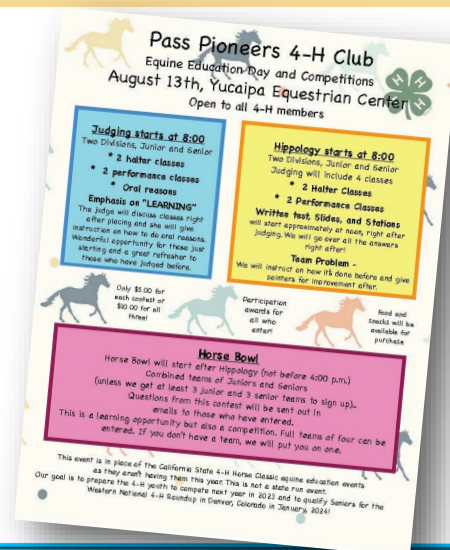 Pass Pioneers 4-H Club
Equine Education Day and Competitions
August 13th, Yucaipa Equestrian Center
Open to all 4-H members
H H
H H
Judging starts at 8:00
Two Divisions, Junior and Senior
* 2 halter classes
* 2 performance classes
* Oral reasons
Emphasis on "LEARNING"
The judge will discuss classes right
after placing and she will give
instruction on how to do oral reasons.
Wonderful opportunity for those just
starting and a great refresher to
those who have judged before.
Hippology starts at 8:00
Two Divisions, Junior and Senior
Judging will include 4 classes
* 2 Halter Classes
* 2 Performance Classes
Written test, Slides, and Stations
will start approximately at noon, right after
judging. We will go over all the answers
right after!
Team Problem -
We will instruct on how its done before and give
pointers for improvement after.
Only $5.00 for
each contest or
$10.00 for all
three!
Participation
awards for
all who
enter!
Food and
snacks will be
available for
purchase
Horse Bowl
Horse Bowl will start after Hippology (not before 4:00 p.m.)
Combined teams of Juniors and Seniors
(unless we get at least 3 junior and 3 senior teams to sign up)..
Questions from this contest will be sent out in
emails to those who have entered.
This is a learning opportunity but also a competition. Full teams of four can be
entered. If you don't have a team, we will put you on one.
This event is in place of the California State 4-H Horse Classic equine education events
as they aren't having them this year. This is not a state run event.
Our goal is to prepare the 4-H youth to compete next year in 2023 and to qualify Seniors for the
Western National 4-H Roundup in Denver, Colorado in January, 2024!